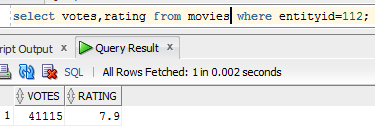 select votes,rating from movies where entityid=112;
ript Output × Query Result ×
SQL | All Rows Fetched: 1 in 0.002 seconds
VOTES RATING
1 41115 7.9